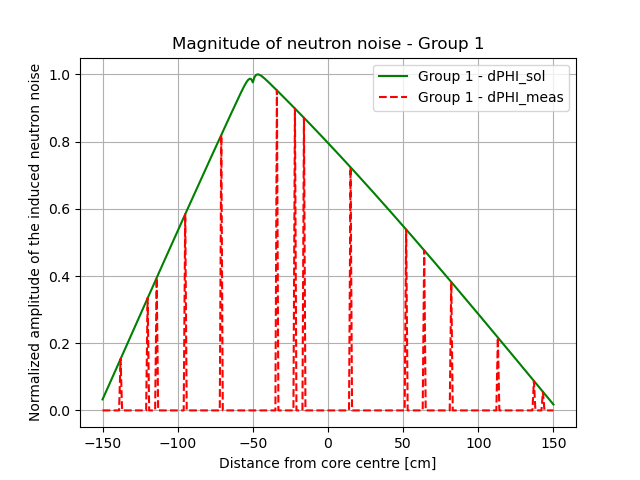 Magnitude of neutron noise - Group 1
Group 1 - dPHI_sol
Group 1 - dPHI_meas
Normalized amplitude of the induced neutron noise
1.0
0.8
0.6
0.4
0.2
0.0
−150 −100 −50 0 50 100 150
Distance from core centre [cm]